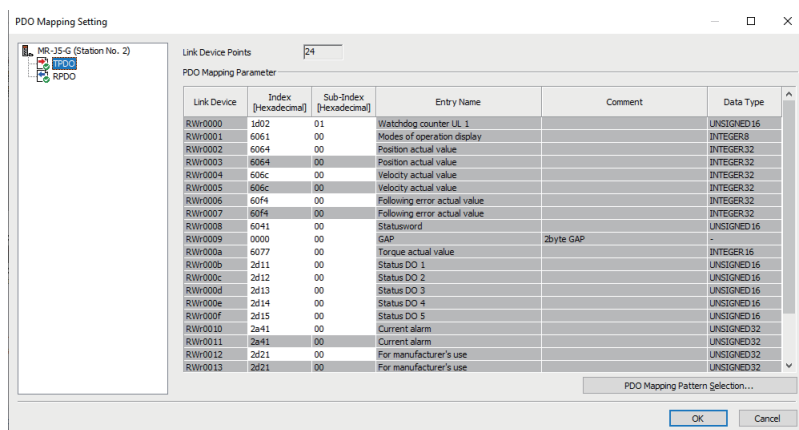 PDO Mapping Setting
MR-J5-G (Station No. 2)
TPDO
RPDO
Link Device Points 24
PDO Mapping Parameter
Link Device Index [Hexadecimal] Sub-Index [Hexadecimal] Entry Name Comment Data Type
RWr0000 1d02 01 Watchdog counter UL 1 UNSIGNED16
RWr0001 6061 00 Modes of operation display INTEGER8
RWr0002 6064 00 Position actual value INTEGER32
RWr0003 6064 00 Position actual value INTEGER32
RWr0004 606c 00 Velocity actual value INTEGER32
RWr0005 606c 00 Velocity actual value INTEGER32
RWr0006 60f4 00 Following error actual value INTEGER32
RWr0007 60f4 00 Following error actual value INTEGER32
RWr0008 6041 00 Statusword UNSIGNED16
RWr0009 0000 00 GAP 2byte GAP -
RWr000a 6077 00 Torque actual value INTEGER16
RWr000b 2d11 00 Status DO 1 UNSIGNED16
RWr000c 2d12 00 Status DO 2 UNSIGNED16
RWr000d 2d13 00 Status DO 3 UNSIGNED16
RWr000e 2d14 00 Status DO 4 UNSIGNED16
RWr000f 2d15 00 Status DO 5 UNSIGNED16
RWr0010 2a41 00 Current alarm UNSIGNED32
RWr0011 2a41 00 Current alarm UNSIGNED32
RWr0012 2d21 00 For manufacturer's use UNSIGNED32
RWr0013 2d21 00 For manufacturer's use UNSIGNED32
PDO Mapping Pattern Selection...
OK Cancel